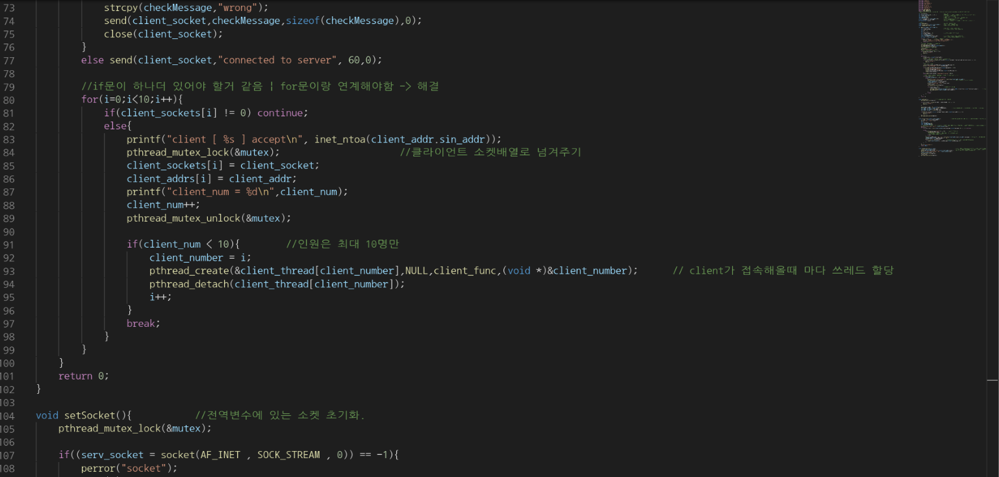 73 strcpy(checkMessage,"wrong");
74 send(client_socket,checkMessage,sizeof(checkMessage),0);
75 close(client_socket);
76 }
77 else send(client_socket,"connected to server", 60,0);
78
79 //if문이 하나더 있어야 할거 같음 | for문이랑 연계해야함 -> 해결
80 for(i=0;i<10;i++){
81 if(client_sockets[i] != 0) continue;
82 else{
83 printf("client [ %s ] accept\n", inet_ntoa(client_addr.sin_addr));
84 pthread_mutex_lock(&mutex); //클라이언트 소켓배열로 넘겨주기
85 client_sockets[i] = client_socket;
86 client_addrs[i] = client_addr;
87 printf("client_num = %d\n",client_num);
88 client_num++;
89 pthread_mutex_unlock(&mutex);
90
91 if(client_num < 10){ //인원은 최대 10명만
92 client_number = i;
93 pthread_create(&client_thread[client_number],NULL,client_func,(void *)&client_number); // client가 접속해올때 마다 쓰레드 할당
94 pthread_detach(client_thread[client_number]);
95 i++;
96 }
97 break;
98 }
99 }
100 }
101 return 0;
102 }
103
104 void setSocket(){ //전역변수에 있는 소켓 초기화.
105 pthread_mutex_lock(&mutex);
106
107 if((serv_socket = socket(AF_INET , SOCK_STREAM , 0)) == -1){
108 perror("socket");